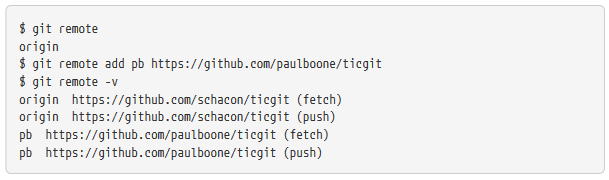 $ git remote
origin
$ git remote add pb https://github.com/paulboone/ticgit
$ git remote -v
origin  https://github.com/schacon/ticgit (fetch)
origin  https://github.com/schacon/ticgit (push)
pb  https://github.com/paulboone/ticgit (fetch)
pb  https://github.com/paulboone/ticgit (push)